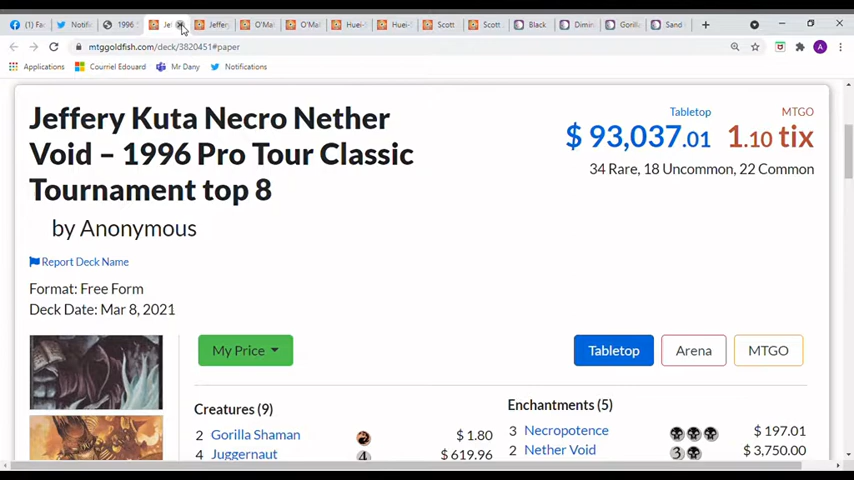 (1) Fa
Notific
1996
Je
Jeffery
O'Mal
O'Mal
Huei-
Huei-
Scott
Scott
Black
Dimin
Gorilla
Sand
mtggoldfish.com/deck/3820451#paper
A
Applications
Courriel Edouard
Mr Dany
Notifications
Jeffery Kuta Necro Nether
Void – 1996 Pro Tour Classic
Tournament top 8
by Anonymous
Tabletop
$ 93,037.01
MTGO
1.10 tix
34 Rare, 18 Uncommon, 22 Common
Report Deck Name
Format: Free Form
Deck Date: Mar 8, 2021
My Price
Tabletop
Arena
MTGO
Creatures (9)
2 Gorilla Shaman $ 1.80
4 Juggernaut 4 $ 619.96
Enchantments (5)
3 Necropotence $ 197.01
2 Nether Void 3 $ 3,750.00